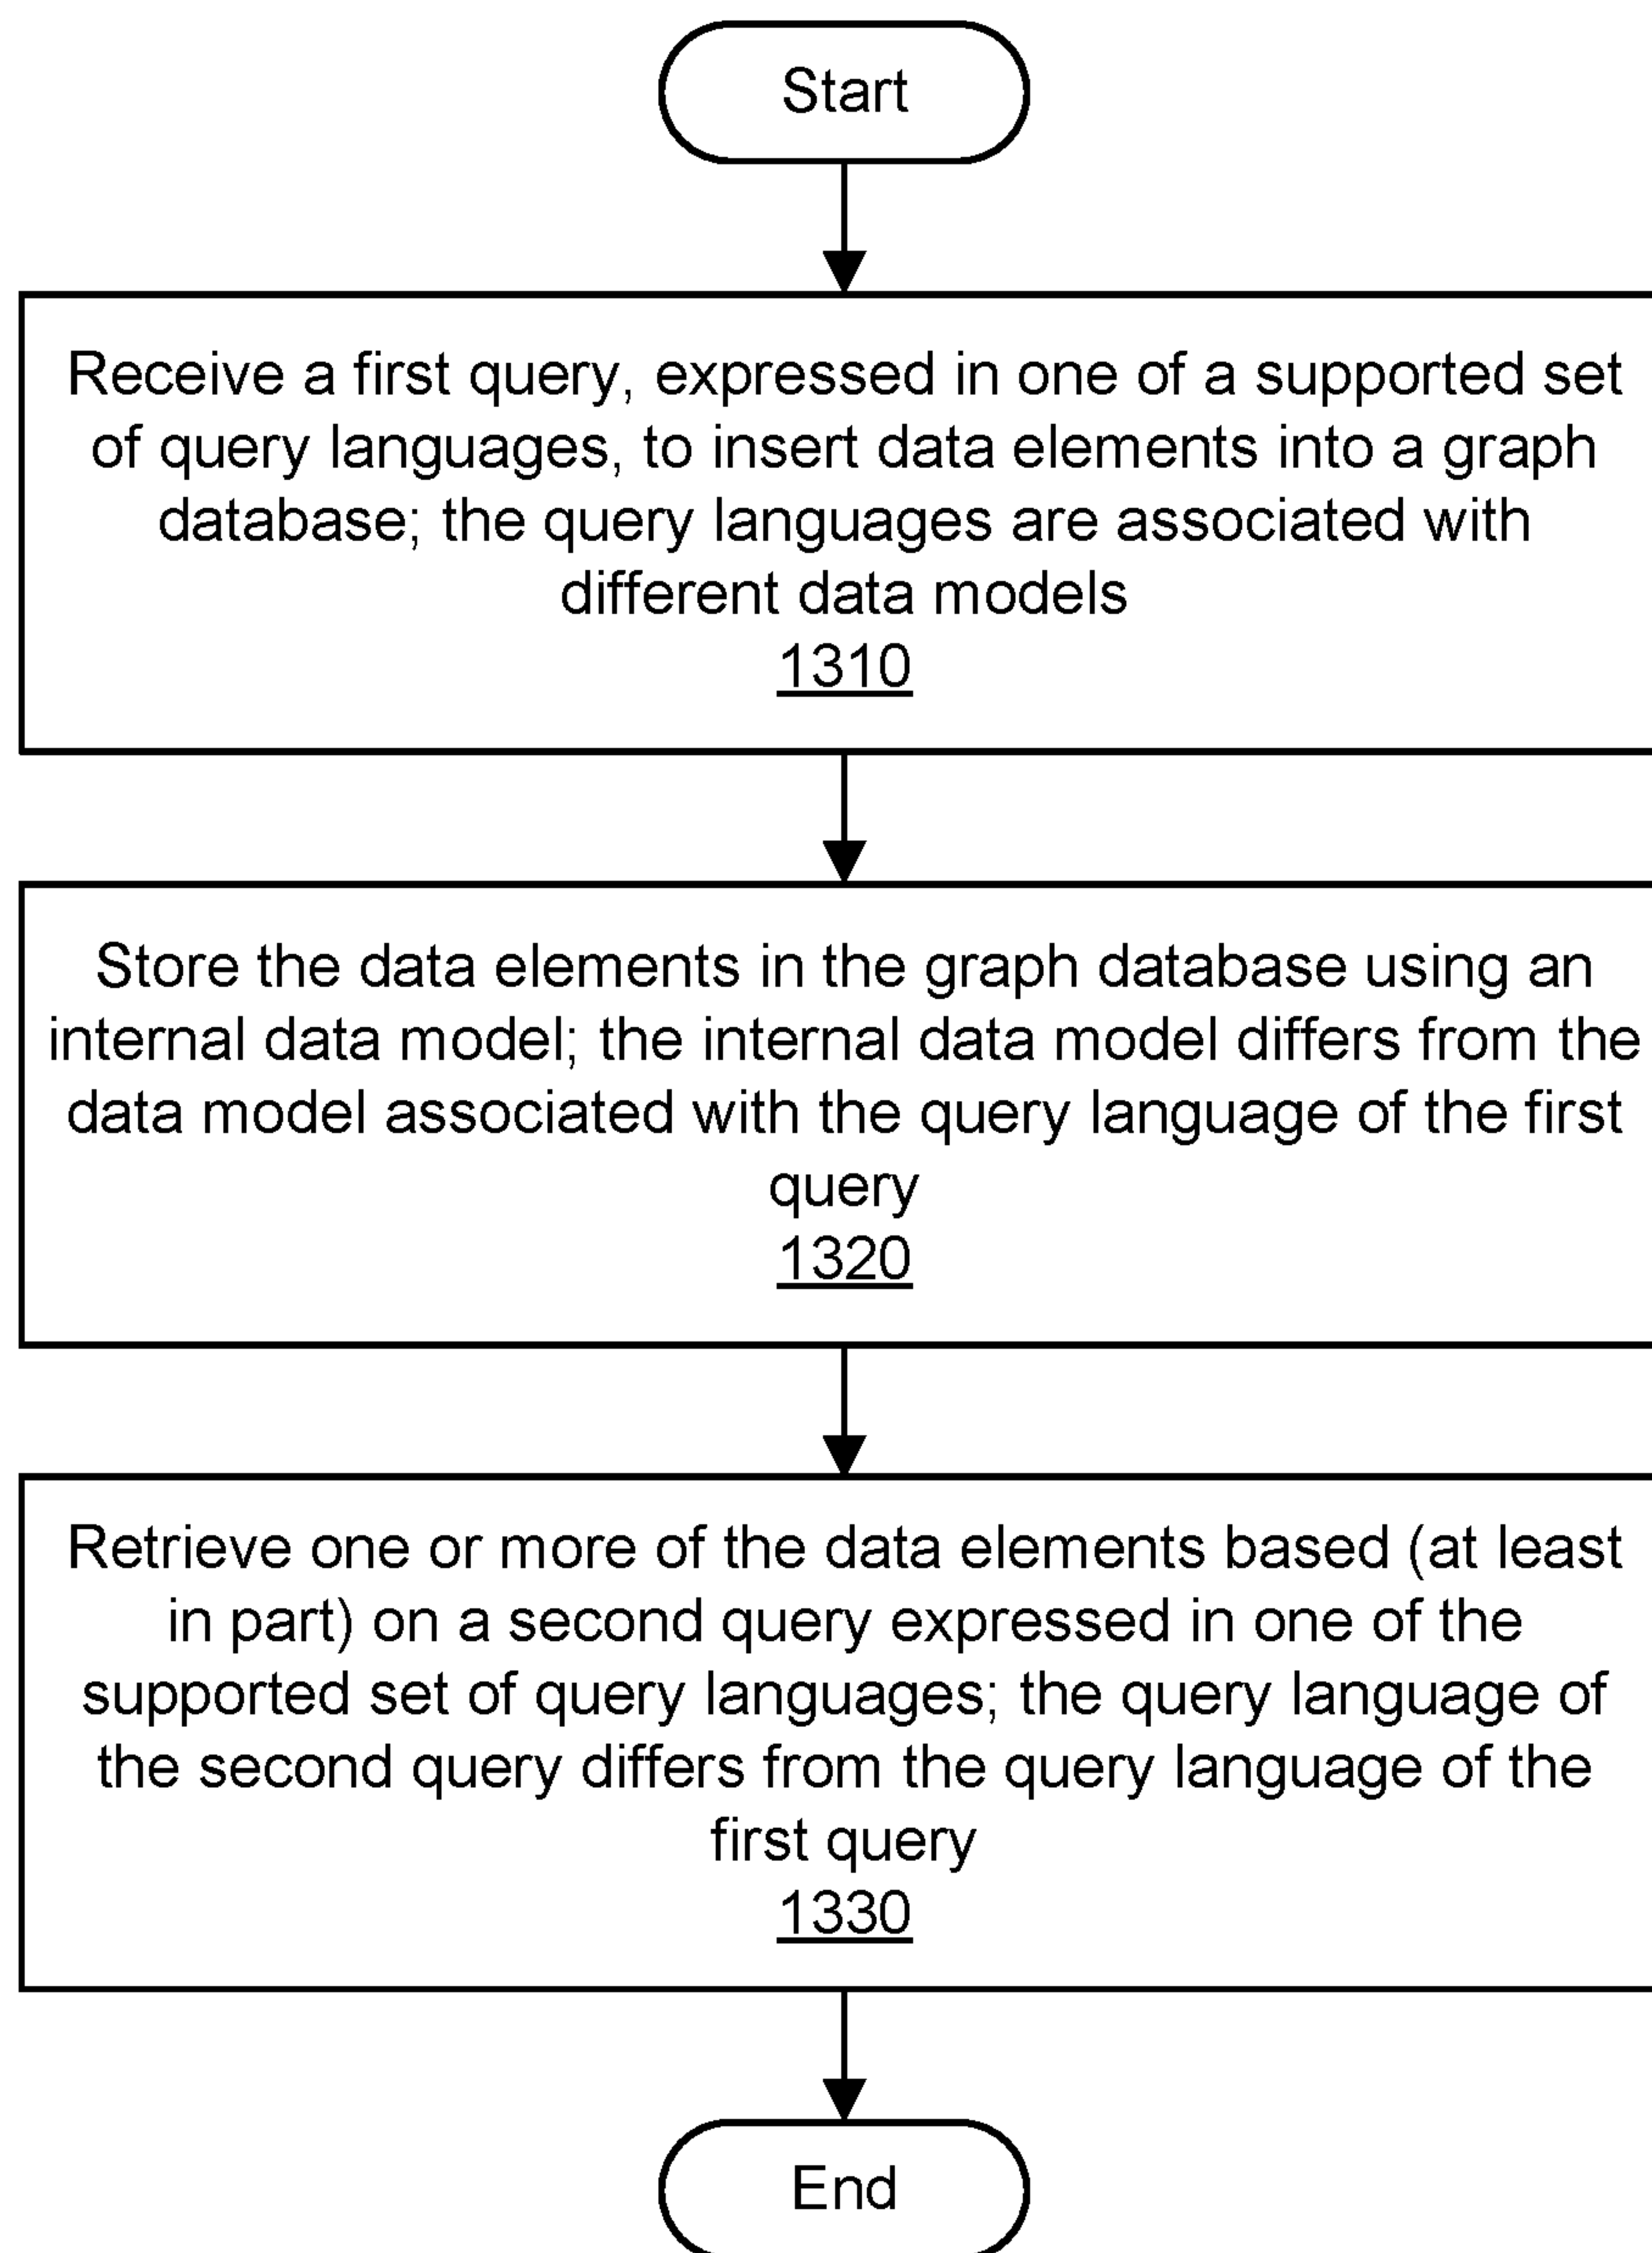 Start
Receive a first query, expressed in one of a supported set
of query languages, to insert data elements into a graph
database; the query languages are associated with
different data models
1310
Store the data elements in the graph database using an
internal data model; the internal data model differs from the
data model associated with the query language of the first
query
1320
Retrieve one or more of the data elements based (at least
in part) on a second query expressed in one of the
supported set of query languages; the query language of
the second query differs from the query language of the
first query
1330
End